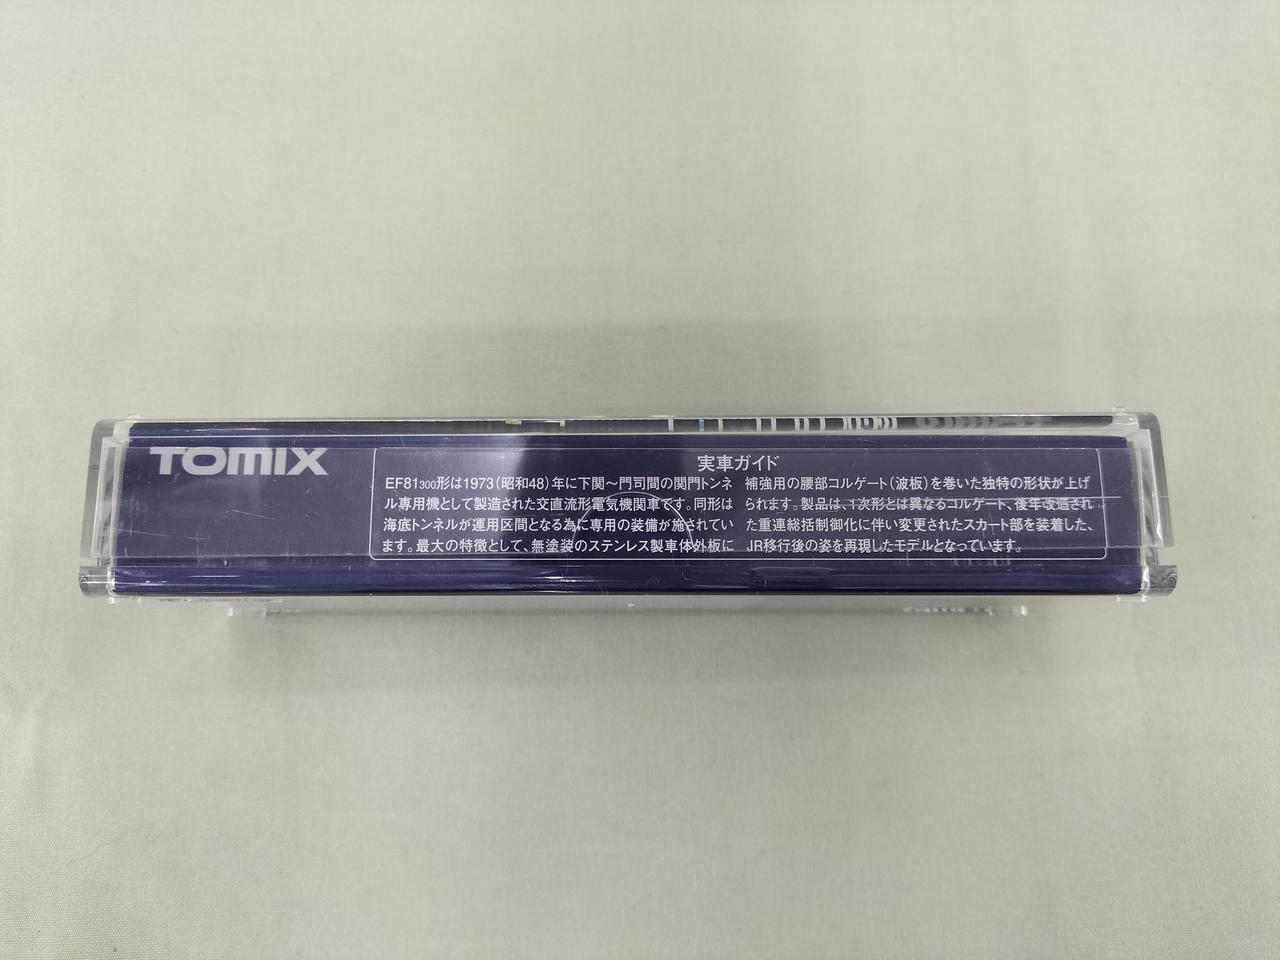 TOMIX
実車ガイド
EF81300形は1973(昭和48)年に下関〜門司間の関門トンネ
ル専用機として製造された交直流形電気機関車です。同形は
海底トンネルが運用区間となる為に専用の装備が施されてい
ます。最大の特徴として、無塗装のステンレス製車体外板に
補強用の腰部コルゲート(波板)を巻いた独特の形状が上げ
られます。製品は、1次形とは異なるコルゲート、後年改造され
た重連総括制御化に伴い変更されたスカート部を装着した、
JR移行後の姿を再現したモデルとなっています。